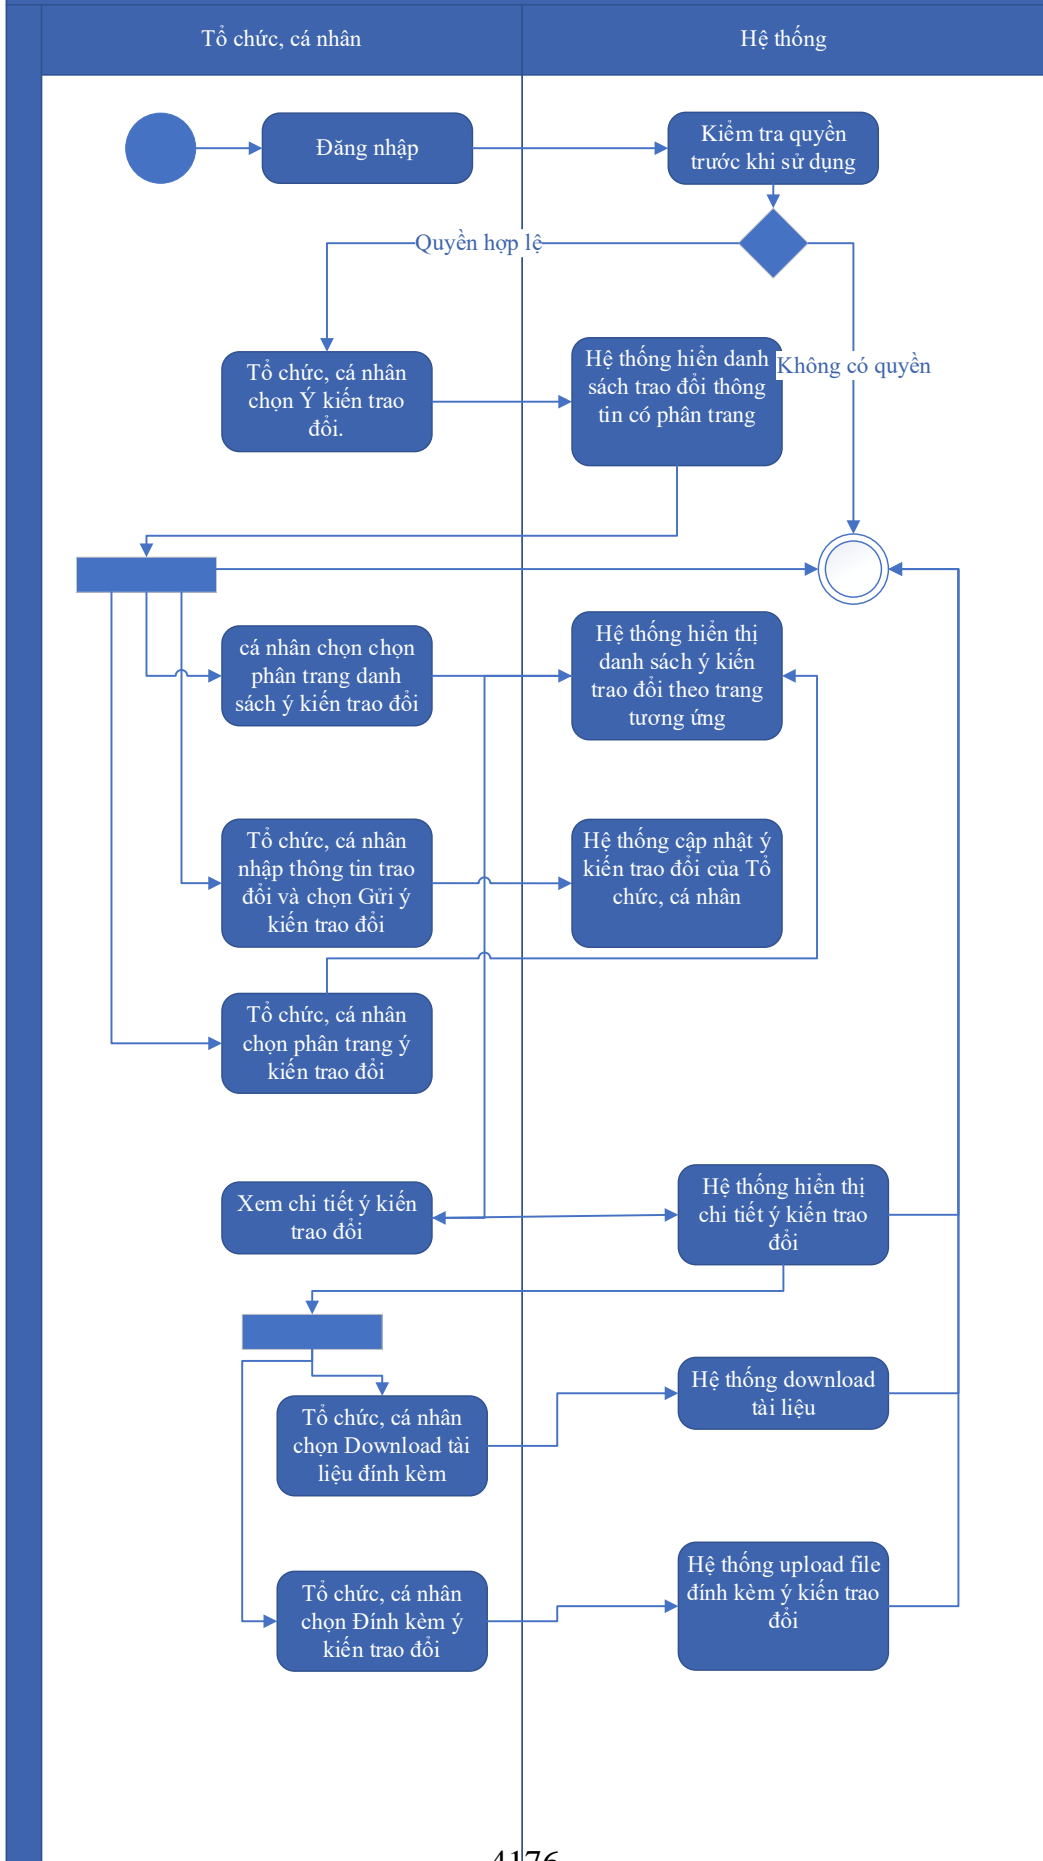 Tổ chức, cá nhân
Hệ thống
Đăng nhập
Kiểm tra quyền
trước khi sử dụng
Quyền hợp lệ
Tổ chức, cá nhân
chọn Ý kiến trao
đổi.
Hệ thống hiển danh
sách trao đổi thông
tin có phân trang
Không có quyền
cá nhân chọn chọn
phân trang danh
sách ý kiến trao đổi
Hệ thống hiển thị
danh sách ý kiến
trao đổi theo trang
tương ứng
Tổ chức, cá nhân
nhập thông tin trao
đổi và chọn Gửi ý
kiến trao đổi
Hệ thống cập nhật ý
kiến trao đổi của Tổ
chức, cá nhân
Tổ chức, cá nhân
chọn phân trang ý
kiến trao đổi
Xem chi tiết ý kiến
trao đổi
Hệ thống hiển thị
chi tiết ý kiến trao
đổi
Tổ chức, cá nhân
chọn Download tài
liệu đính kèm
Hệ thống download
tài liệu
Tổ chức, cá nhân
chọn Đính kèm ý
kiến trao đổi
Hệ thống upload file
đính kèm ý kiến trao
đổi
4176